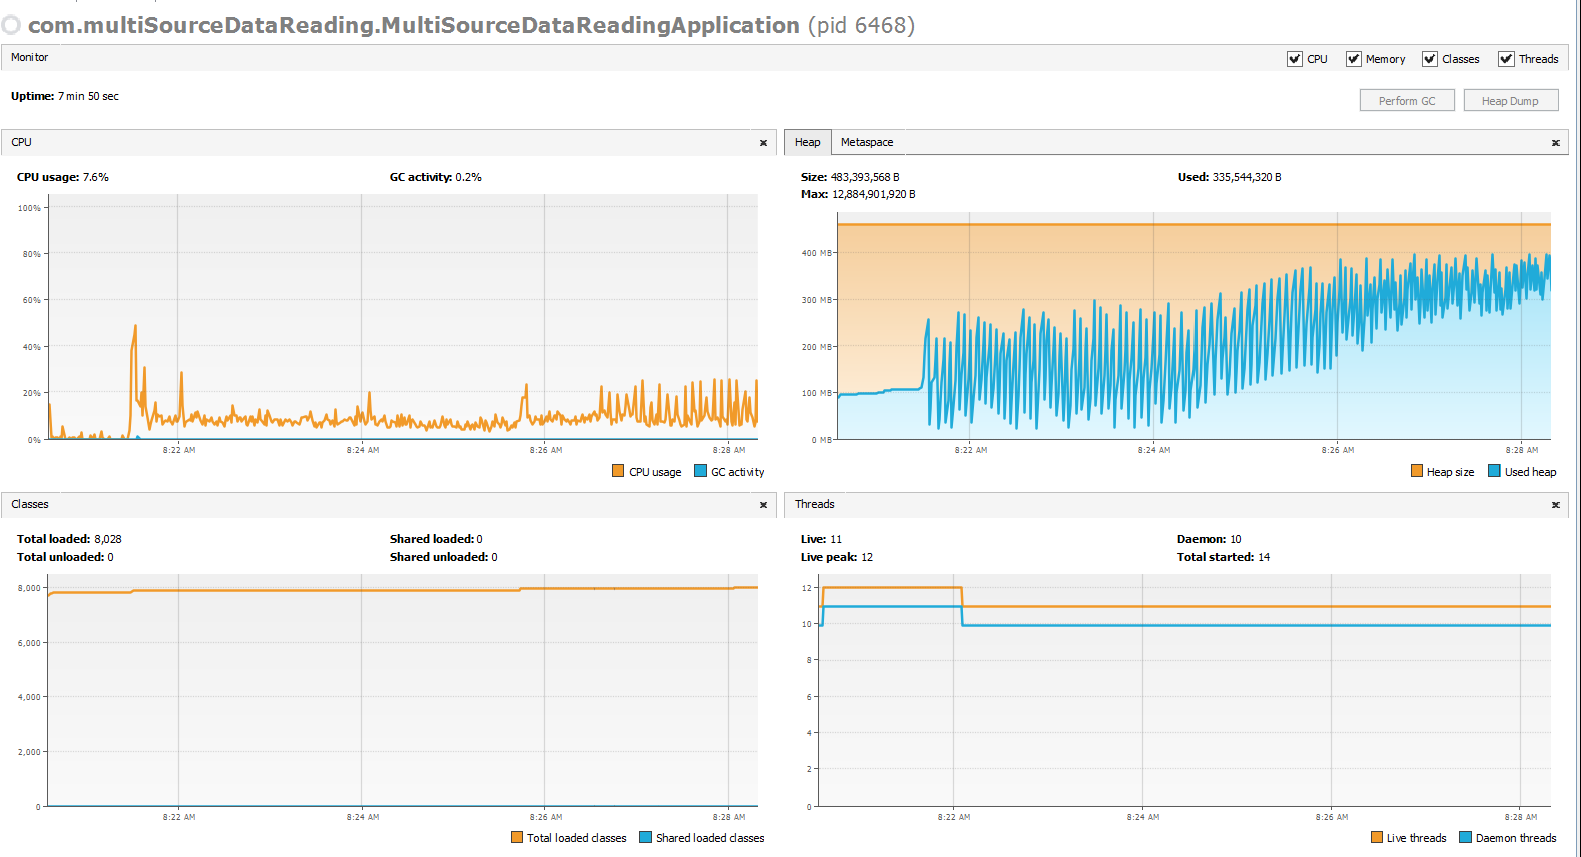 com.multiSourceDataReading.MultiSourceDataReadingApplication (pid 6468)
Monitor
CPU Memory Classes Threads
Uptime: 7 min 50 sec
Perform GC Heap Dump
CPU
CPU usage: 7.6% GC activity: 0.2%
100%
80%
60%
40%
20%
0%
8:22 AM 8:24 AM 8:26 AM 8:28 AM
CPU usage GC activity
Heap Metaspace
Size: 483,393,568 B Used: 335,544,320 B
Max: 12,884,901,920 B
400 MB
300 MB
200 MB
100 MB
0 MB
8:22 AM 8:24 AM 8:26 AM 8:28 AM
Heap size Used heap
Classes
Total loaded: 8,028 Shared loaded: 0
Total unloaded: 0 Shared unloaded: 0
8,000
6,000
4,000
2,000
0
8:22 AM 8:24 AM 8:26 AM 8:28 AM
Total loaded classes Shared loaded classes
Threads
Live: 11 Daemon: 10
Live peak: 12 Total started: 14
12
10
8
6
4
2
0
8:22 AM 8:24 AM 8:26 AM 8:28 AM
Live threads Daemon threads